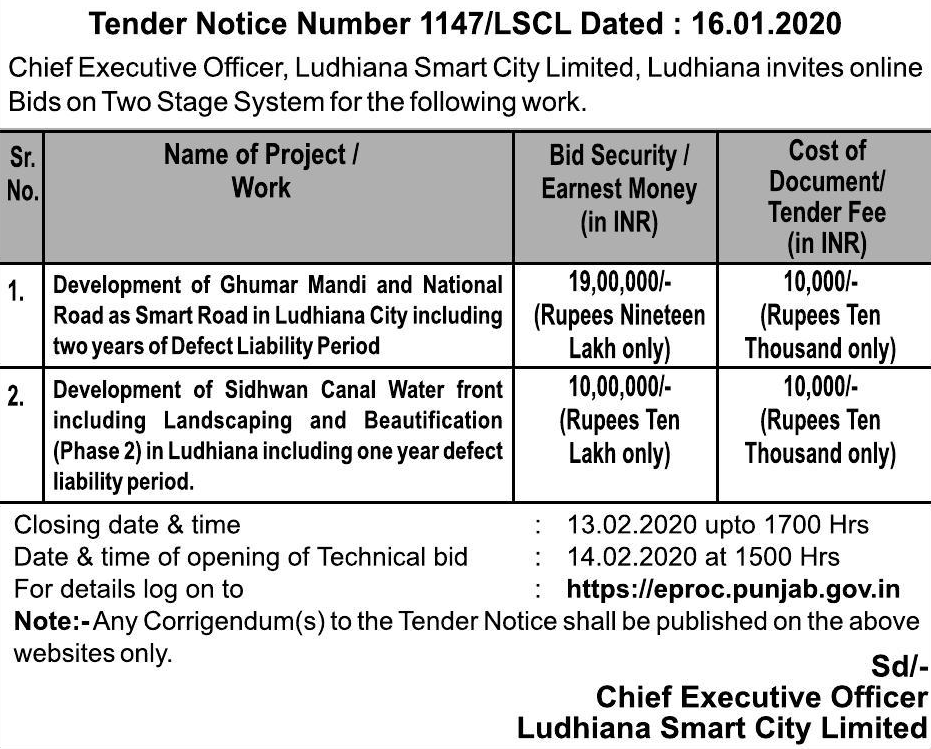 Tender Notice Number 1147/LSCL Dated : 16.01.2020
Chief Executive Officer, Ludhiana Smart City Limited, Ludhiana invites online
Bids on Two Stage System for the following work.
Sr.
No.
Name of Project /
Work
Bid Security /
Earnest Money
(in INR)
Cost of
Document/
Tender Fee
(in INR)
1.
Development of Ghumar Mandi and National
Road as Smart Road in Ludhiana City including
two years of Defect Liability Period
19,00,000/-
(Rupees Nineteen
Lakh only)
10,000/-
(Rupees Ten
Thousand only)
2.
Development of Sidhwan Canal Water front
including Landscaping and Beautification
(Phase 2) in Ludhiana including one year defect
liability period.
10,00,000/-
(Rupees Ten
Lakh only)
10,000/-
(Rupees Ten
Thousand only)
Closing date & time : 13.02.2020 upto 1700 Hrs
Date & time of opening of Technical bid : 14.02.2020 at 1500 Hrs
For details log on to : https://eproc.punjab.gov.in
Note:- Any Corrigendum(s) to the Tender Notice shall be published on the above
websites only.
Sd/-
Chief Executive Officer
Ludhiana Smart City Limited